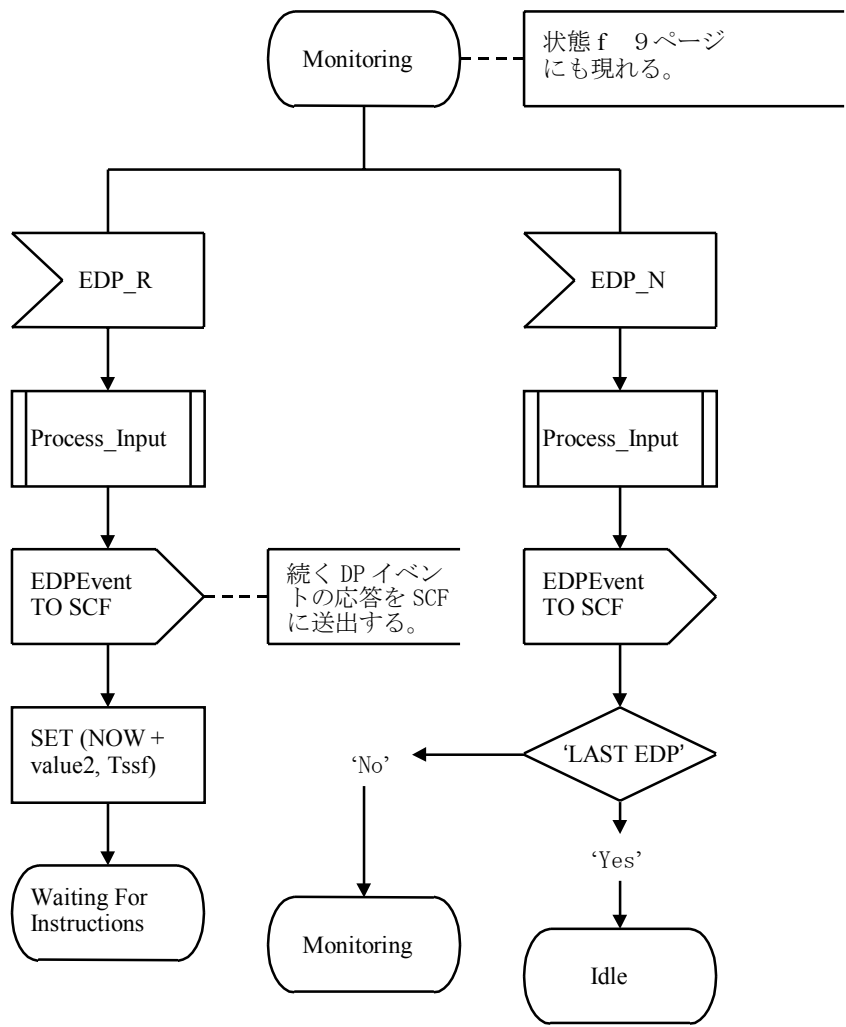 Monitoring
状態f　9ページ
にも現れる。
EDP_R
EDP_N
Process_Input
Process_Input
EDPEvent
TO SCF
続く DP イベン
トの応答を SCF
に送出する。
EDPEvent
TO SCF
SET (NOW +
value2, Tssf)
‘No’
‘LAST EDP’
‘Yes’
Waiting For
Instructions
Monitoring
Idle